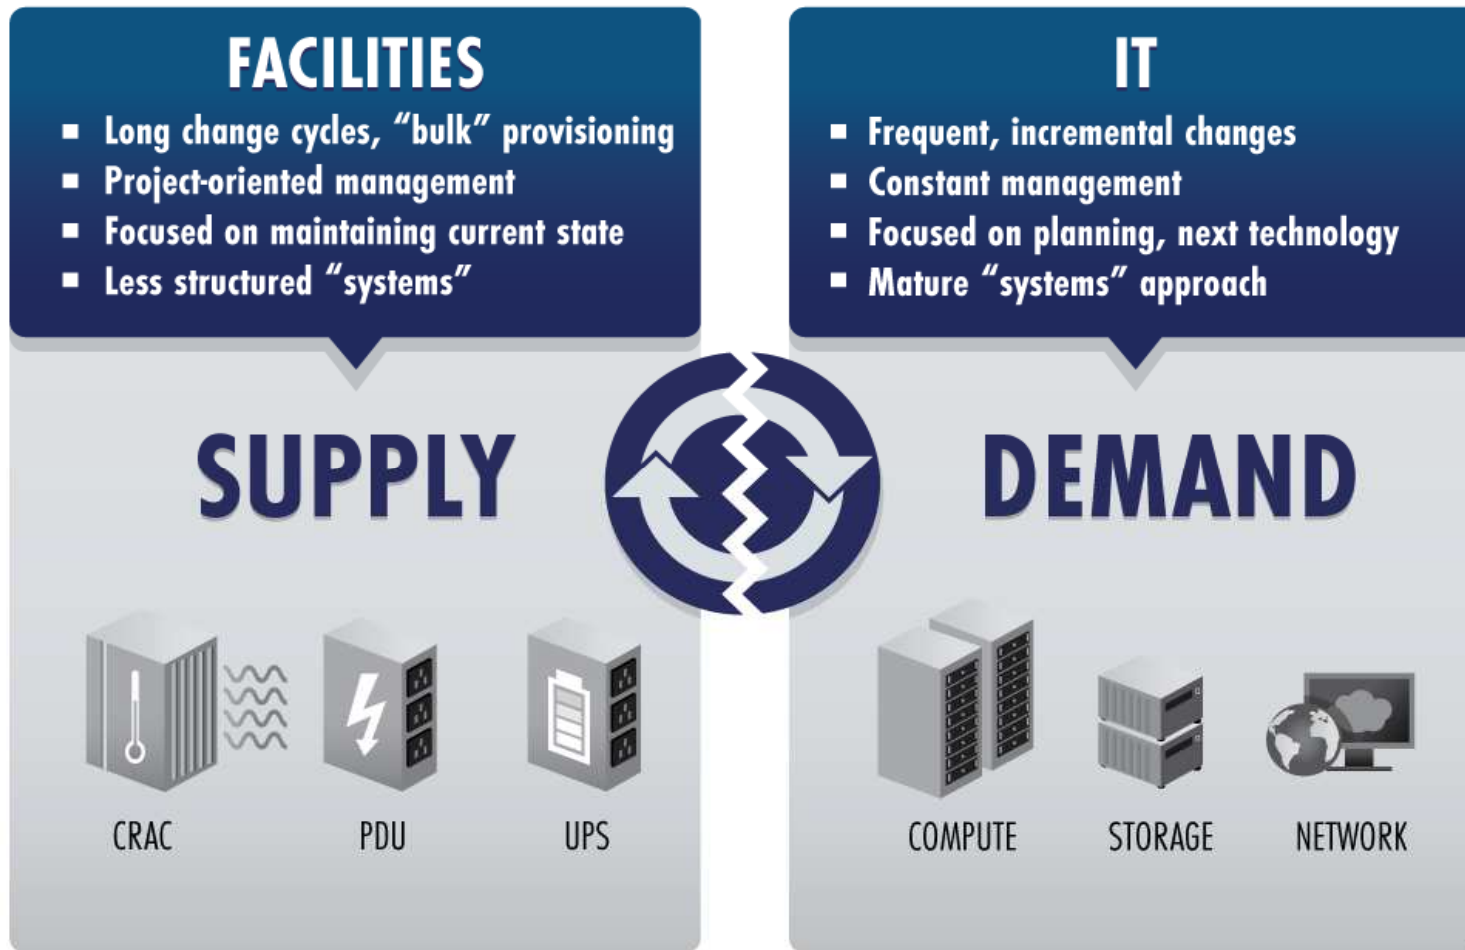 FACILITIES
Long change cycles, “bulk” provisioning
Project-oriented management
Focused on maintaining current state
Less structured “systems”
SUPPLY
CRAC
PDU
UPS
IT
Frequent, incremental changes
Constant management
Focused on planning, next technology
Mature “systems” approach
DEMAND
COMPUTE
STORAGE
NETWORK